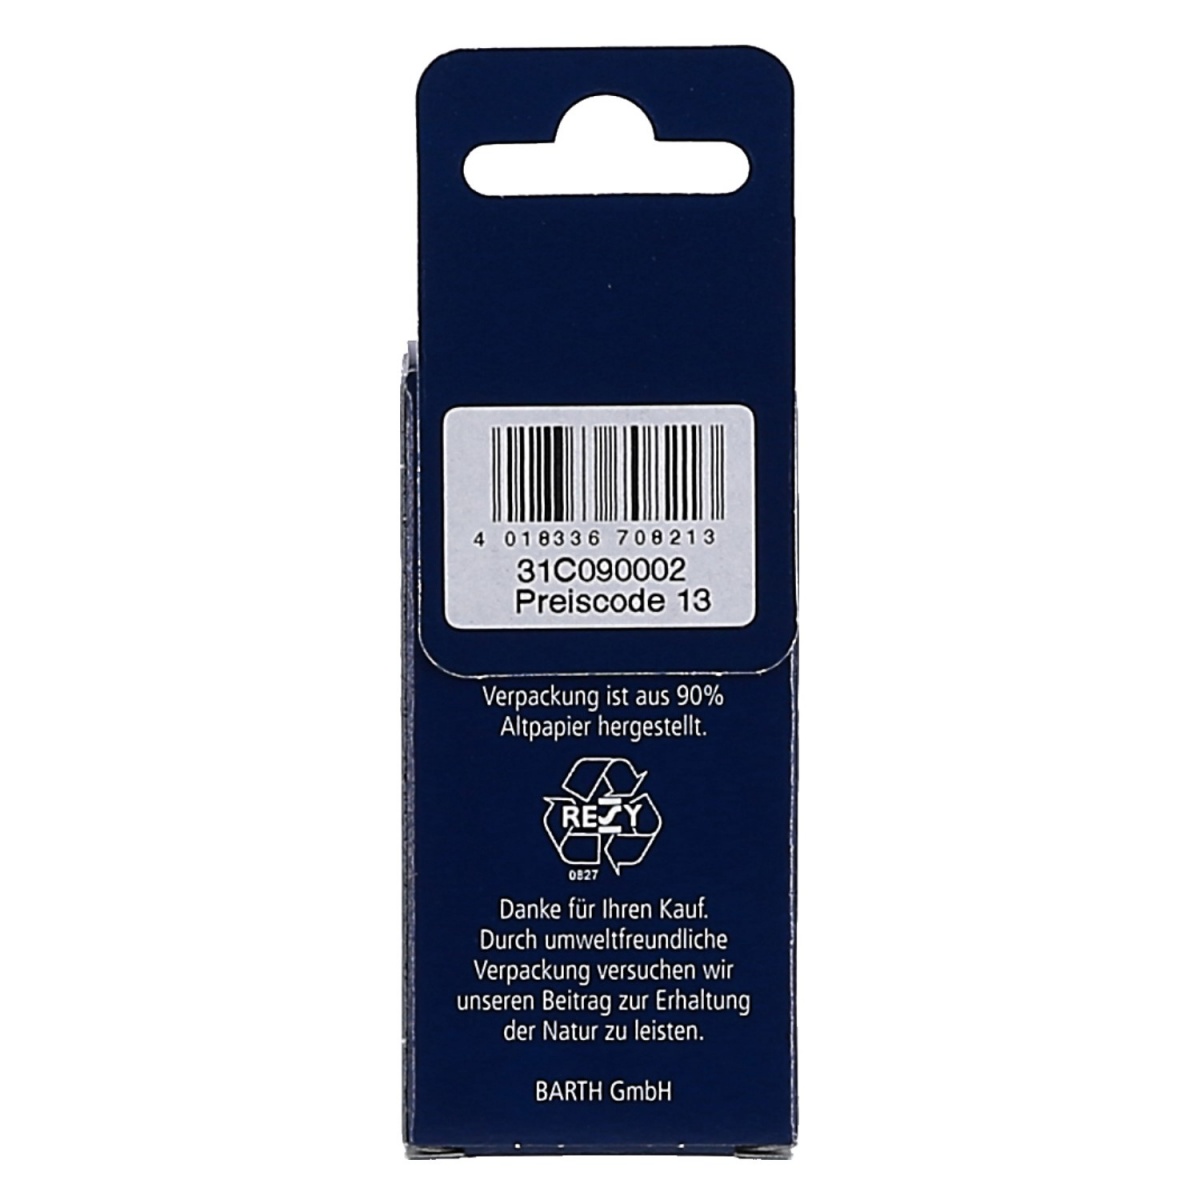 4 018336 708213
31C090002
Preiscode 13
Verpackung ist aus 90%
Altpapier hergestellt.
RESY
0827
Danke für Ihren Kauf.
Durch umweltfreundliche
Verpackung versuchen wir
unseren Beitrag zur Erhaltung
der Natur zu leisten.
BARTH GmbH